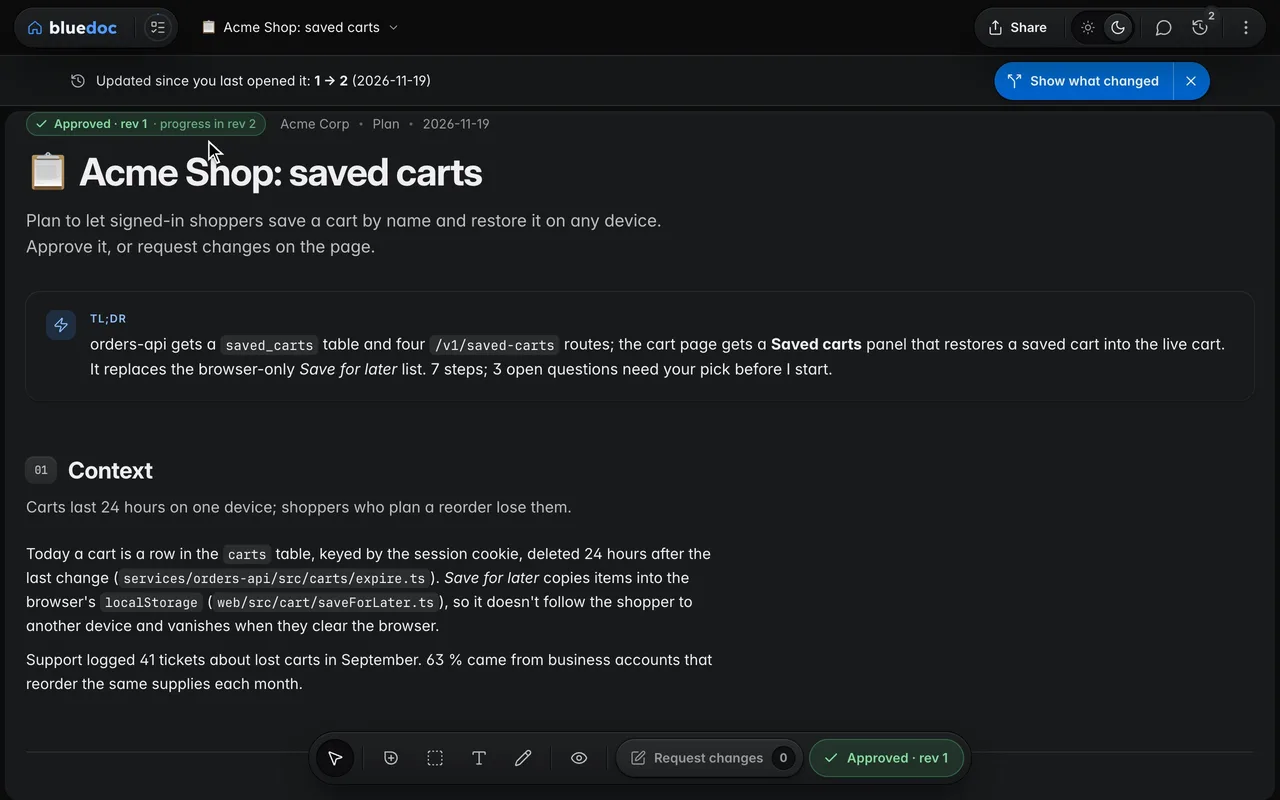 bluedoc
Acme Shop: saved carts
Share
2
Updated since you last opened it: 1 → 2 (2026-11-19)
Show what changed
Approved · rev 1 · progress in rev 2
Acme Corp • Plan • 2026-11-19
Acme Shop: saved carts
Plan to let signed-in shoppers save a cart by name and restore it on any device.
Approve it, or request changes on the page.
TL;DR
orders-api gets a saved_carts table and four /v1/saved-carts routes; the cart page gets a Saved carts panel that restores a saved cart into the live cart.
It replaces the browser-only Save for later list. 7 steps; 3 open questions need your pick before I start.
01 Context
Carts last 24 hours on one device; shoppers who plan a reorder lose them.
Today a cart is a row in the carts table, keyed by the session cookie, deleted 24 hours after the
last change (services/orders-api/src/carts/expire.ts). Save for later copies items into the
browser's localStorage (web/src/cart/saveForLater.ts), so it doesn't follow the shopper to
another device and vanishes when they clear the browser.
Support logged 41 tickets about lost carts in September. 63 % came from business accounts that
reorder the same supplies each month.
Request changes 0
Approved · rev 1